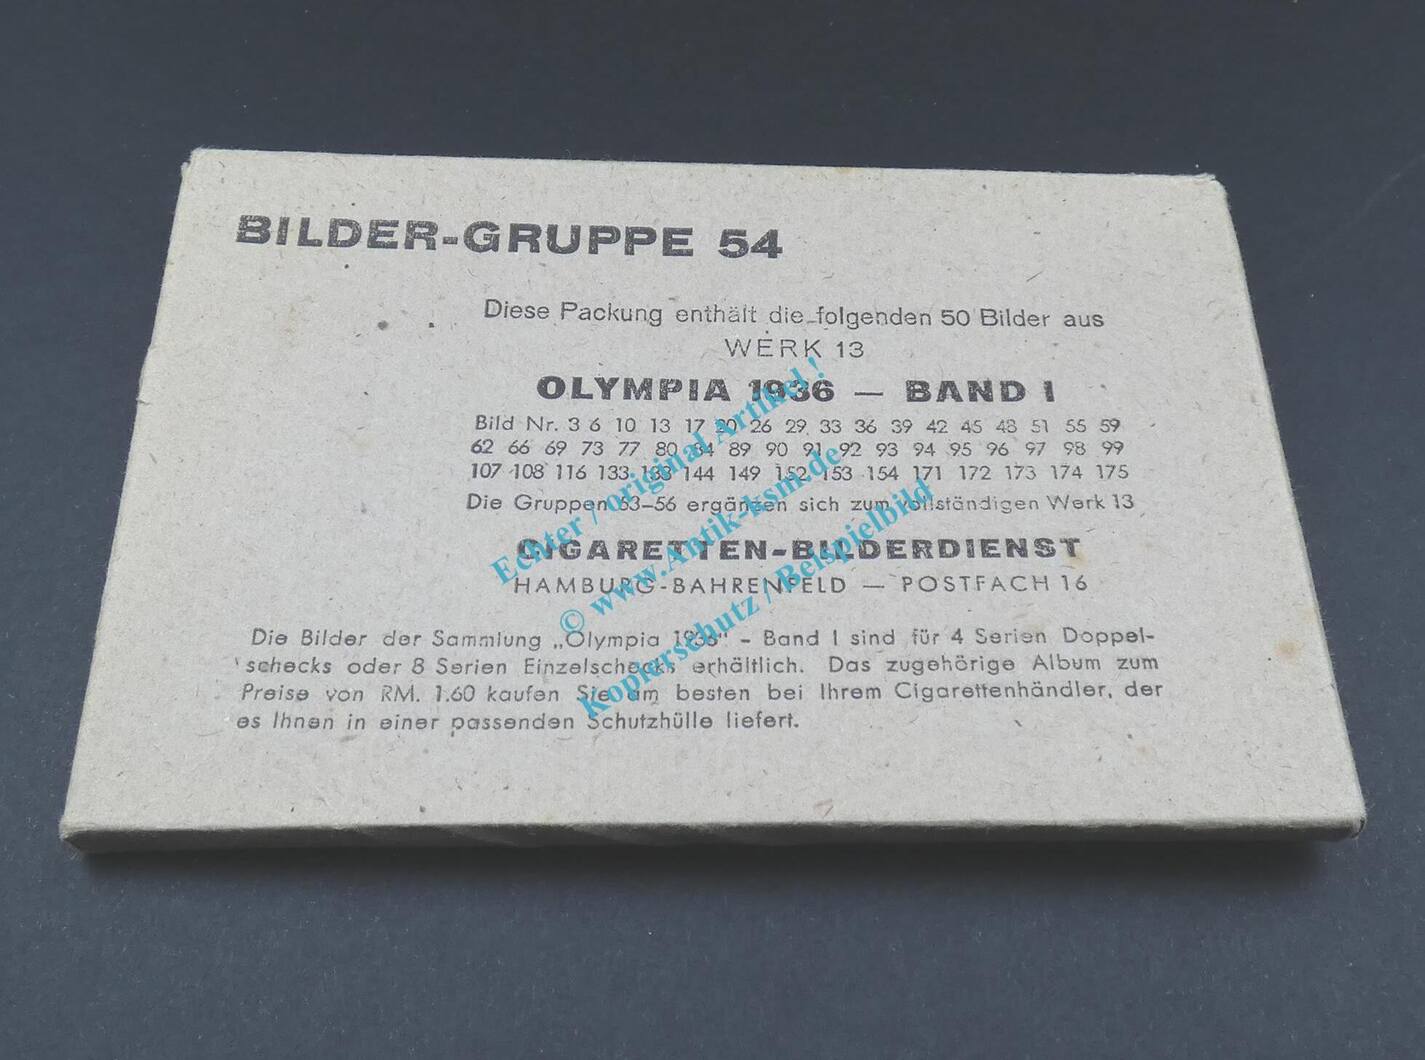 BILDER-GRUPPE 54
Diese Packung enthält die folgenden 50 Bilder aus
WERK 13
OLYMPIA 1936 — BAND I
Bild Nr. 3 6 10 13 17 20 26 29 33 36 39 42 45 48 51 55 59
62 66 69 73 77 80 84 89 90 91 92 93 94 95 96 97 98 99
107 108 116 133 138 144 149 152 153 154 171 172 173 174 175
Die Gruppen 53–56 ergänzen sich zum vollständigen Werk 13
CIGARETTEN-BILDERDIENST
HAMBURG-BAHRENFELD — POSTFACH 16
Die Bilder der Sammlung „Olympia 1936" – Band I sind für 4 Serien Doppel-
schecks oder 8 Serien Einzelschecks erhältlich. Das zugehörige Album zum
Preise von RM. 1.60 kaufen Sie am besten bei Ihrem Cigarettenhändler, der
es Ihnen in einer passenden Schutzhülle liefert.
Echter / original Artikel !
© www.Antik-ksm.de
Kopierschutz / Beispielbild